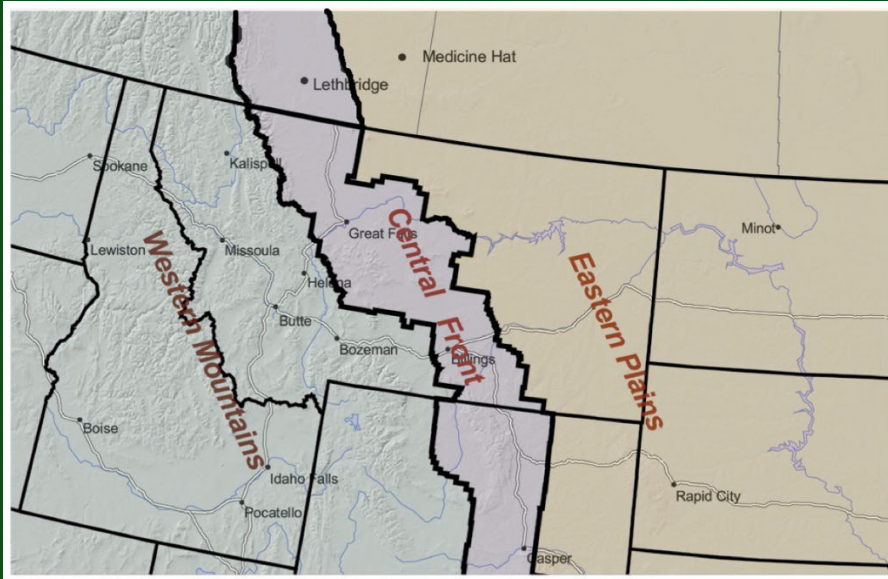 Medicine Hat
Lethbridge
Spokane
Kalispell
Great Falls
Minot
Lewiston
Missoula
Helena
Butte
Bozeman
Billings
Boise
Idaho Falls
Pocatello
Rapid City
Casper
Western Mountains
Central Front
Eastern Plains